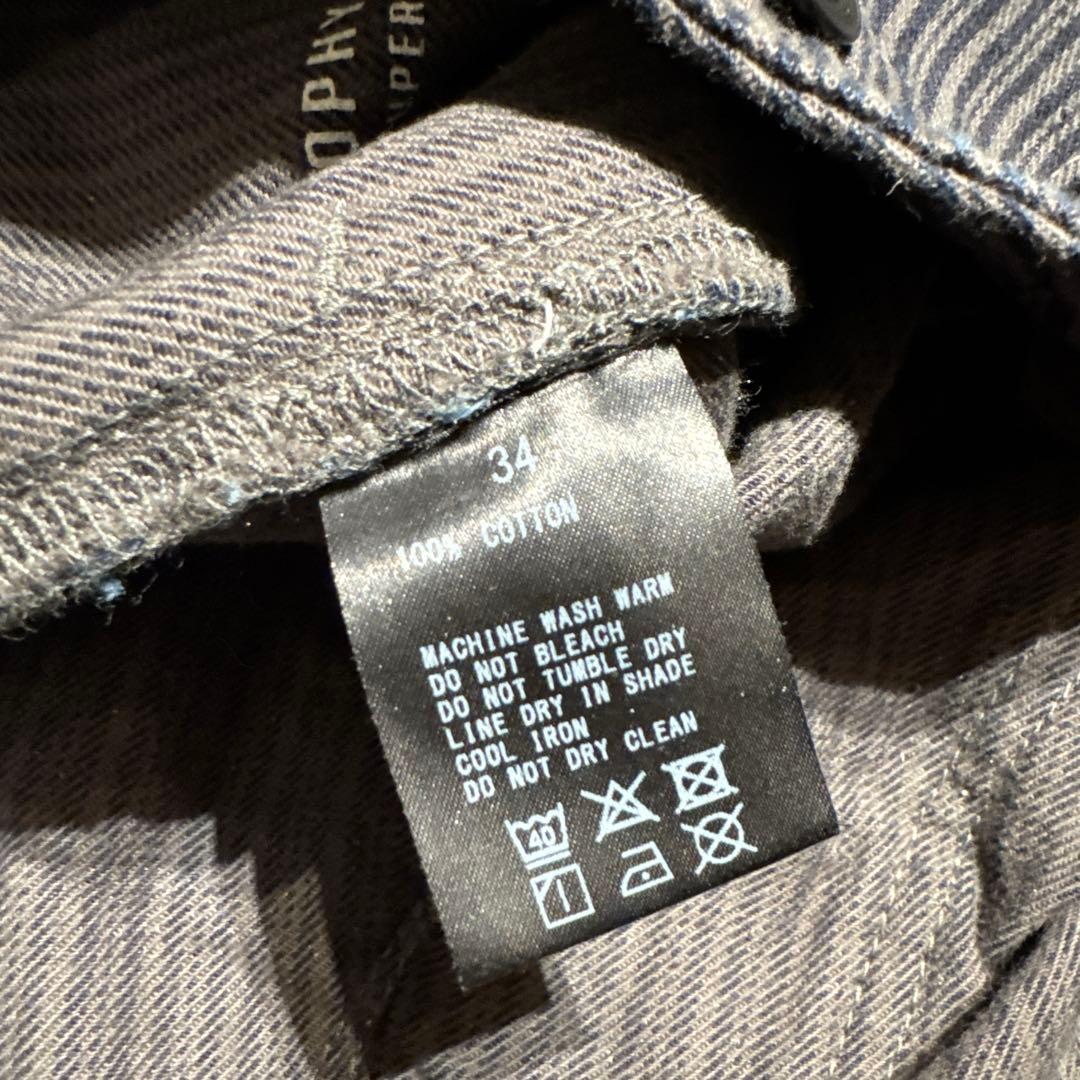 34
100% COTTON
MACHINE WASH WARM
DO NOT BLEACH
DO NOT TUMBLE DRY
LINE DRY IN SHADE
COOL IRON
DO NOT DRY CLEAN
40